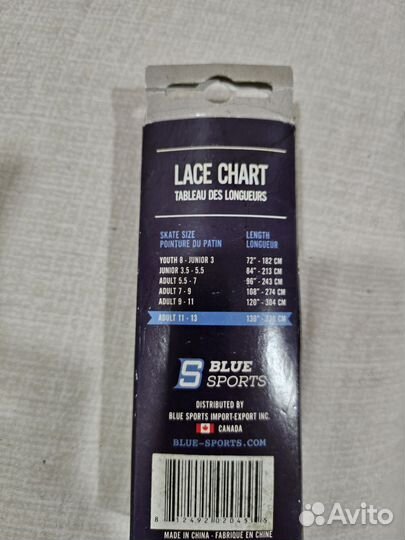 LACE CHART
TABLEAU DES LONGUEURS
SKATE SIZE LENGTH
POINTURE DU PATIN LONGUEUR
YOUTH 8 - JUNIOR 3 72" - 182 CM
JUNIOR 3.5 - 5.5 84" - 213 CM
ADULT 5.5 - 7 96" - 243 CM
ADULT 7 - 9 108" - 274 CM
ADULT 9 - 11 120" - 304 CM
ADULT 11 - 13 130" - 330 CM
S BLUE
SPORTS
DISTRIBUTED BY
BLUE SPORTS IMPORT-EXPORT INC.
CANADA
BLUE-SPORTS.COM
MADE IN CHINA - FABRIQUÉ EN CHINE
Avito